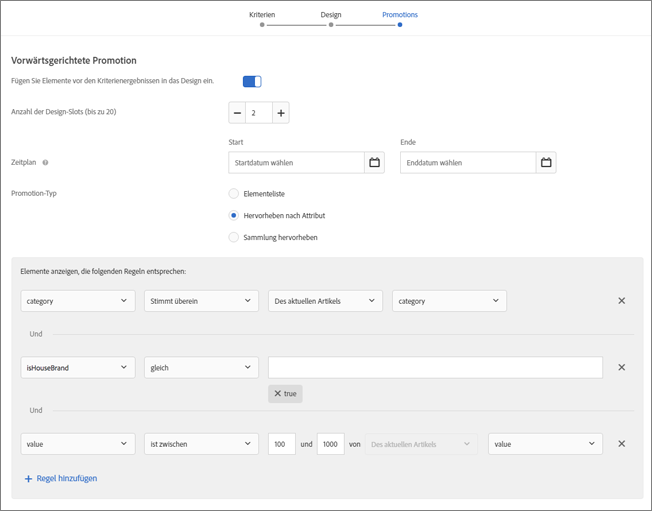 Kriterien Design Promotions
Vorwärtsgerichtete Promotion
Fügen Sie Elemente vor den Kriterienergebnissen in das Design ein.
Anzahl der Design-Slots (bis zu 20) 2
Start Ende
Zeitplan Startdatum wählen Enddatum wählen
Promotion-Typ Elementeliste
Hervorheben nach Attribut
Sammlung hervorheben
Elemente anzeigen, die folgenden Regeln entsprechen:
category Stimmt überein Des aktuellen Artikels category
Und
isHouseBrand gleich
true
Und
value ist zwischen 100 und 1000 von Des aktuellen Artikels value
Regel hinzufügen